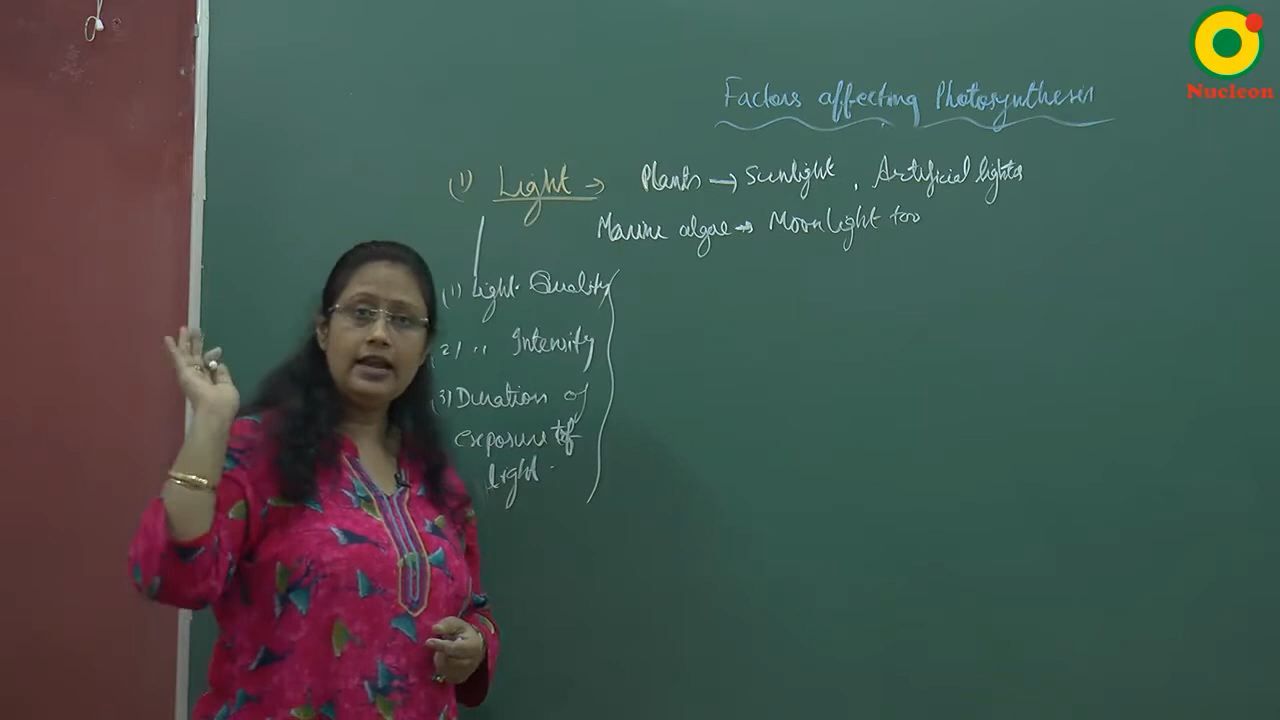 Nucleon
Factors affecting Photosynthesis
(1) Light → Plants → Sunlight, Artificial lights
Marine algae → Moonlight too
(1) Light Quality
(2) " Intensity
(3) Duration of
exposure of
light.